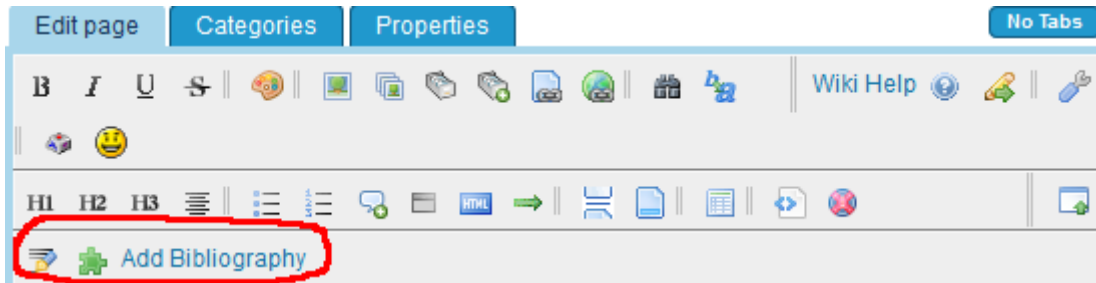 Edit page Categories Properties No Tabs
B I U S b a Wiki Help
H1 H2 H3 HTML
Add Bibliography